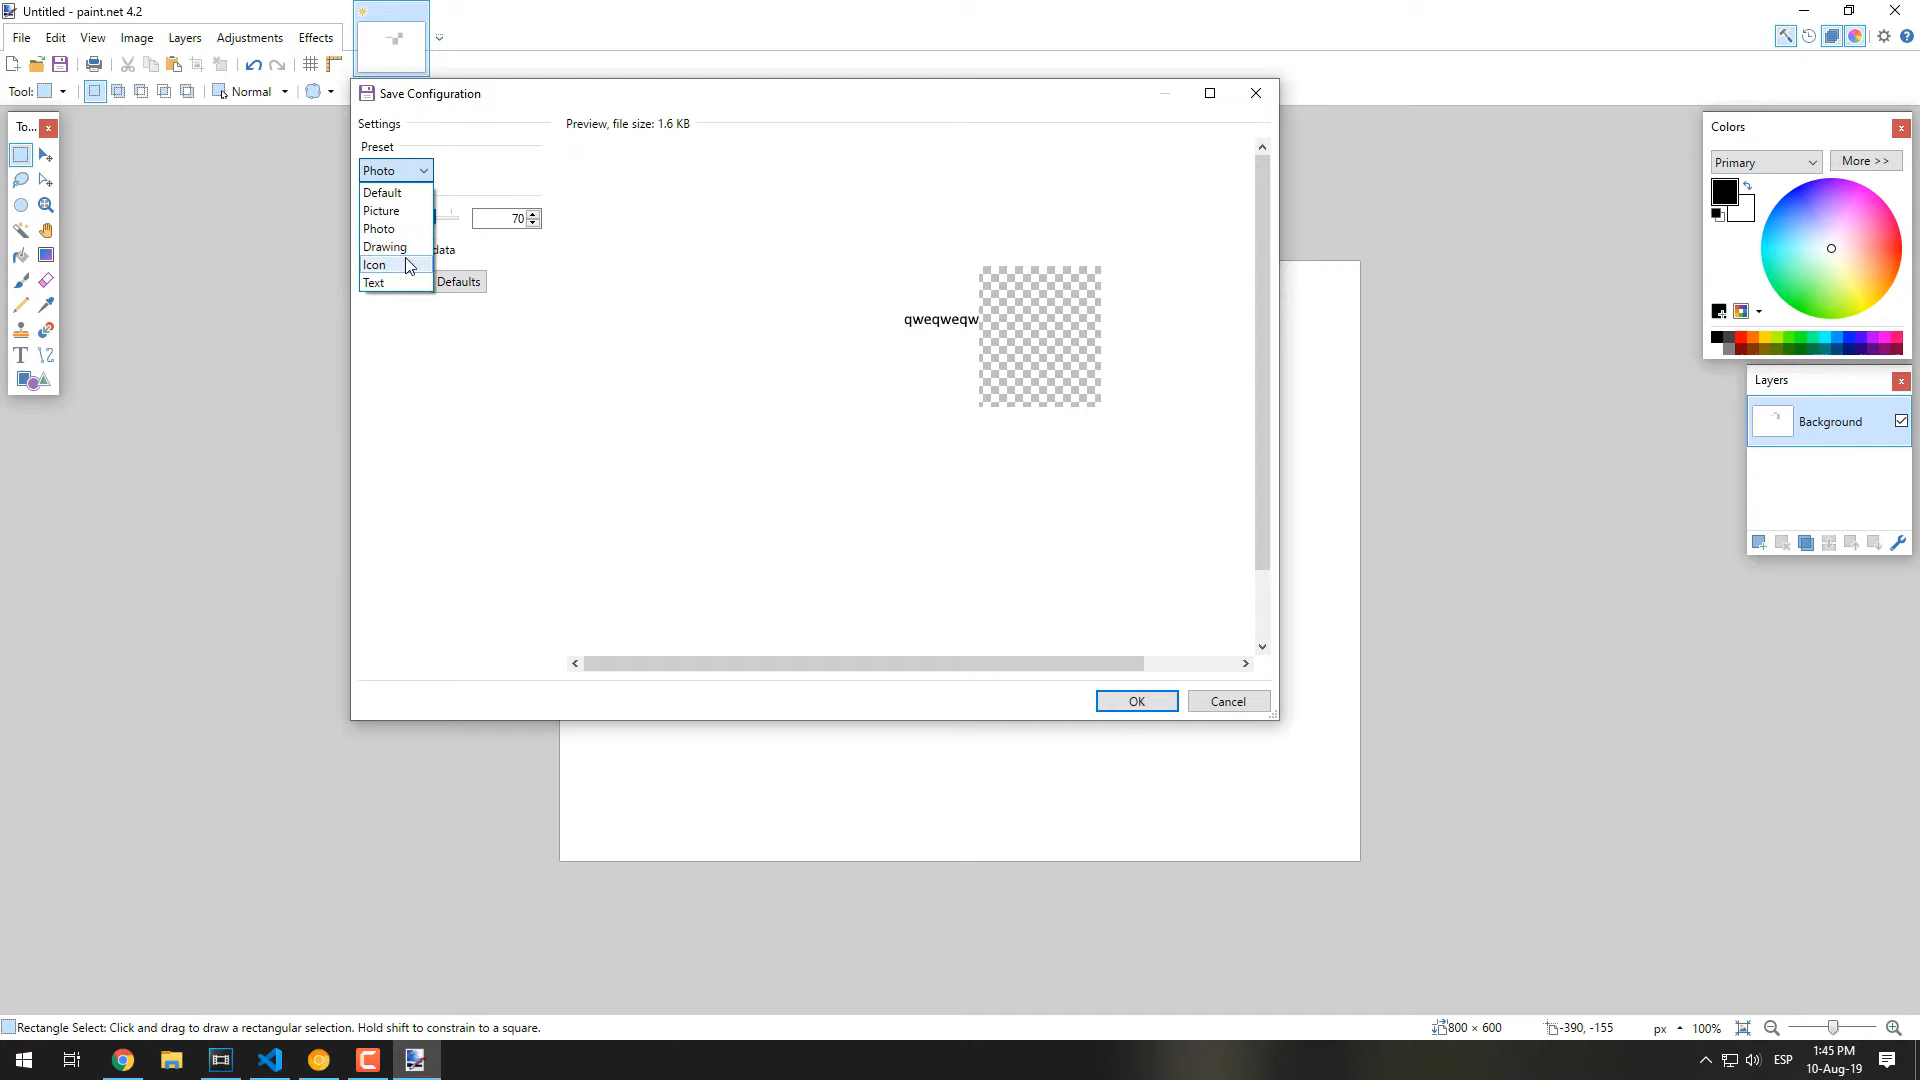 Untitled - paint.net 4.2
File Edit View Image Layers Adjustments Effects
Tool: Normal
To...
Save Configuration
Settings
Preset
Photo
Default
Picture
Photo
Drawing
Icon
Text
70
data
Defaults
Preview, file size: 1.6 KB
qweqweqw
OK
Cancel
Colors
Primary
More >>
Layers
Background
Rectangle Select: Click and drag to draw a rectangular selection. Hold shift to constrain to a square.
800 × 600
-390, -155
px
100%
ESP
1:45 PM
10-Aug-19